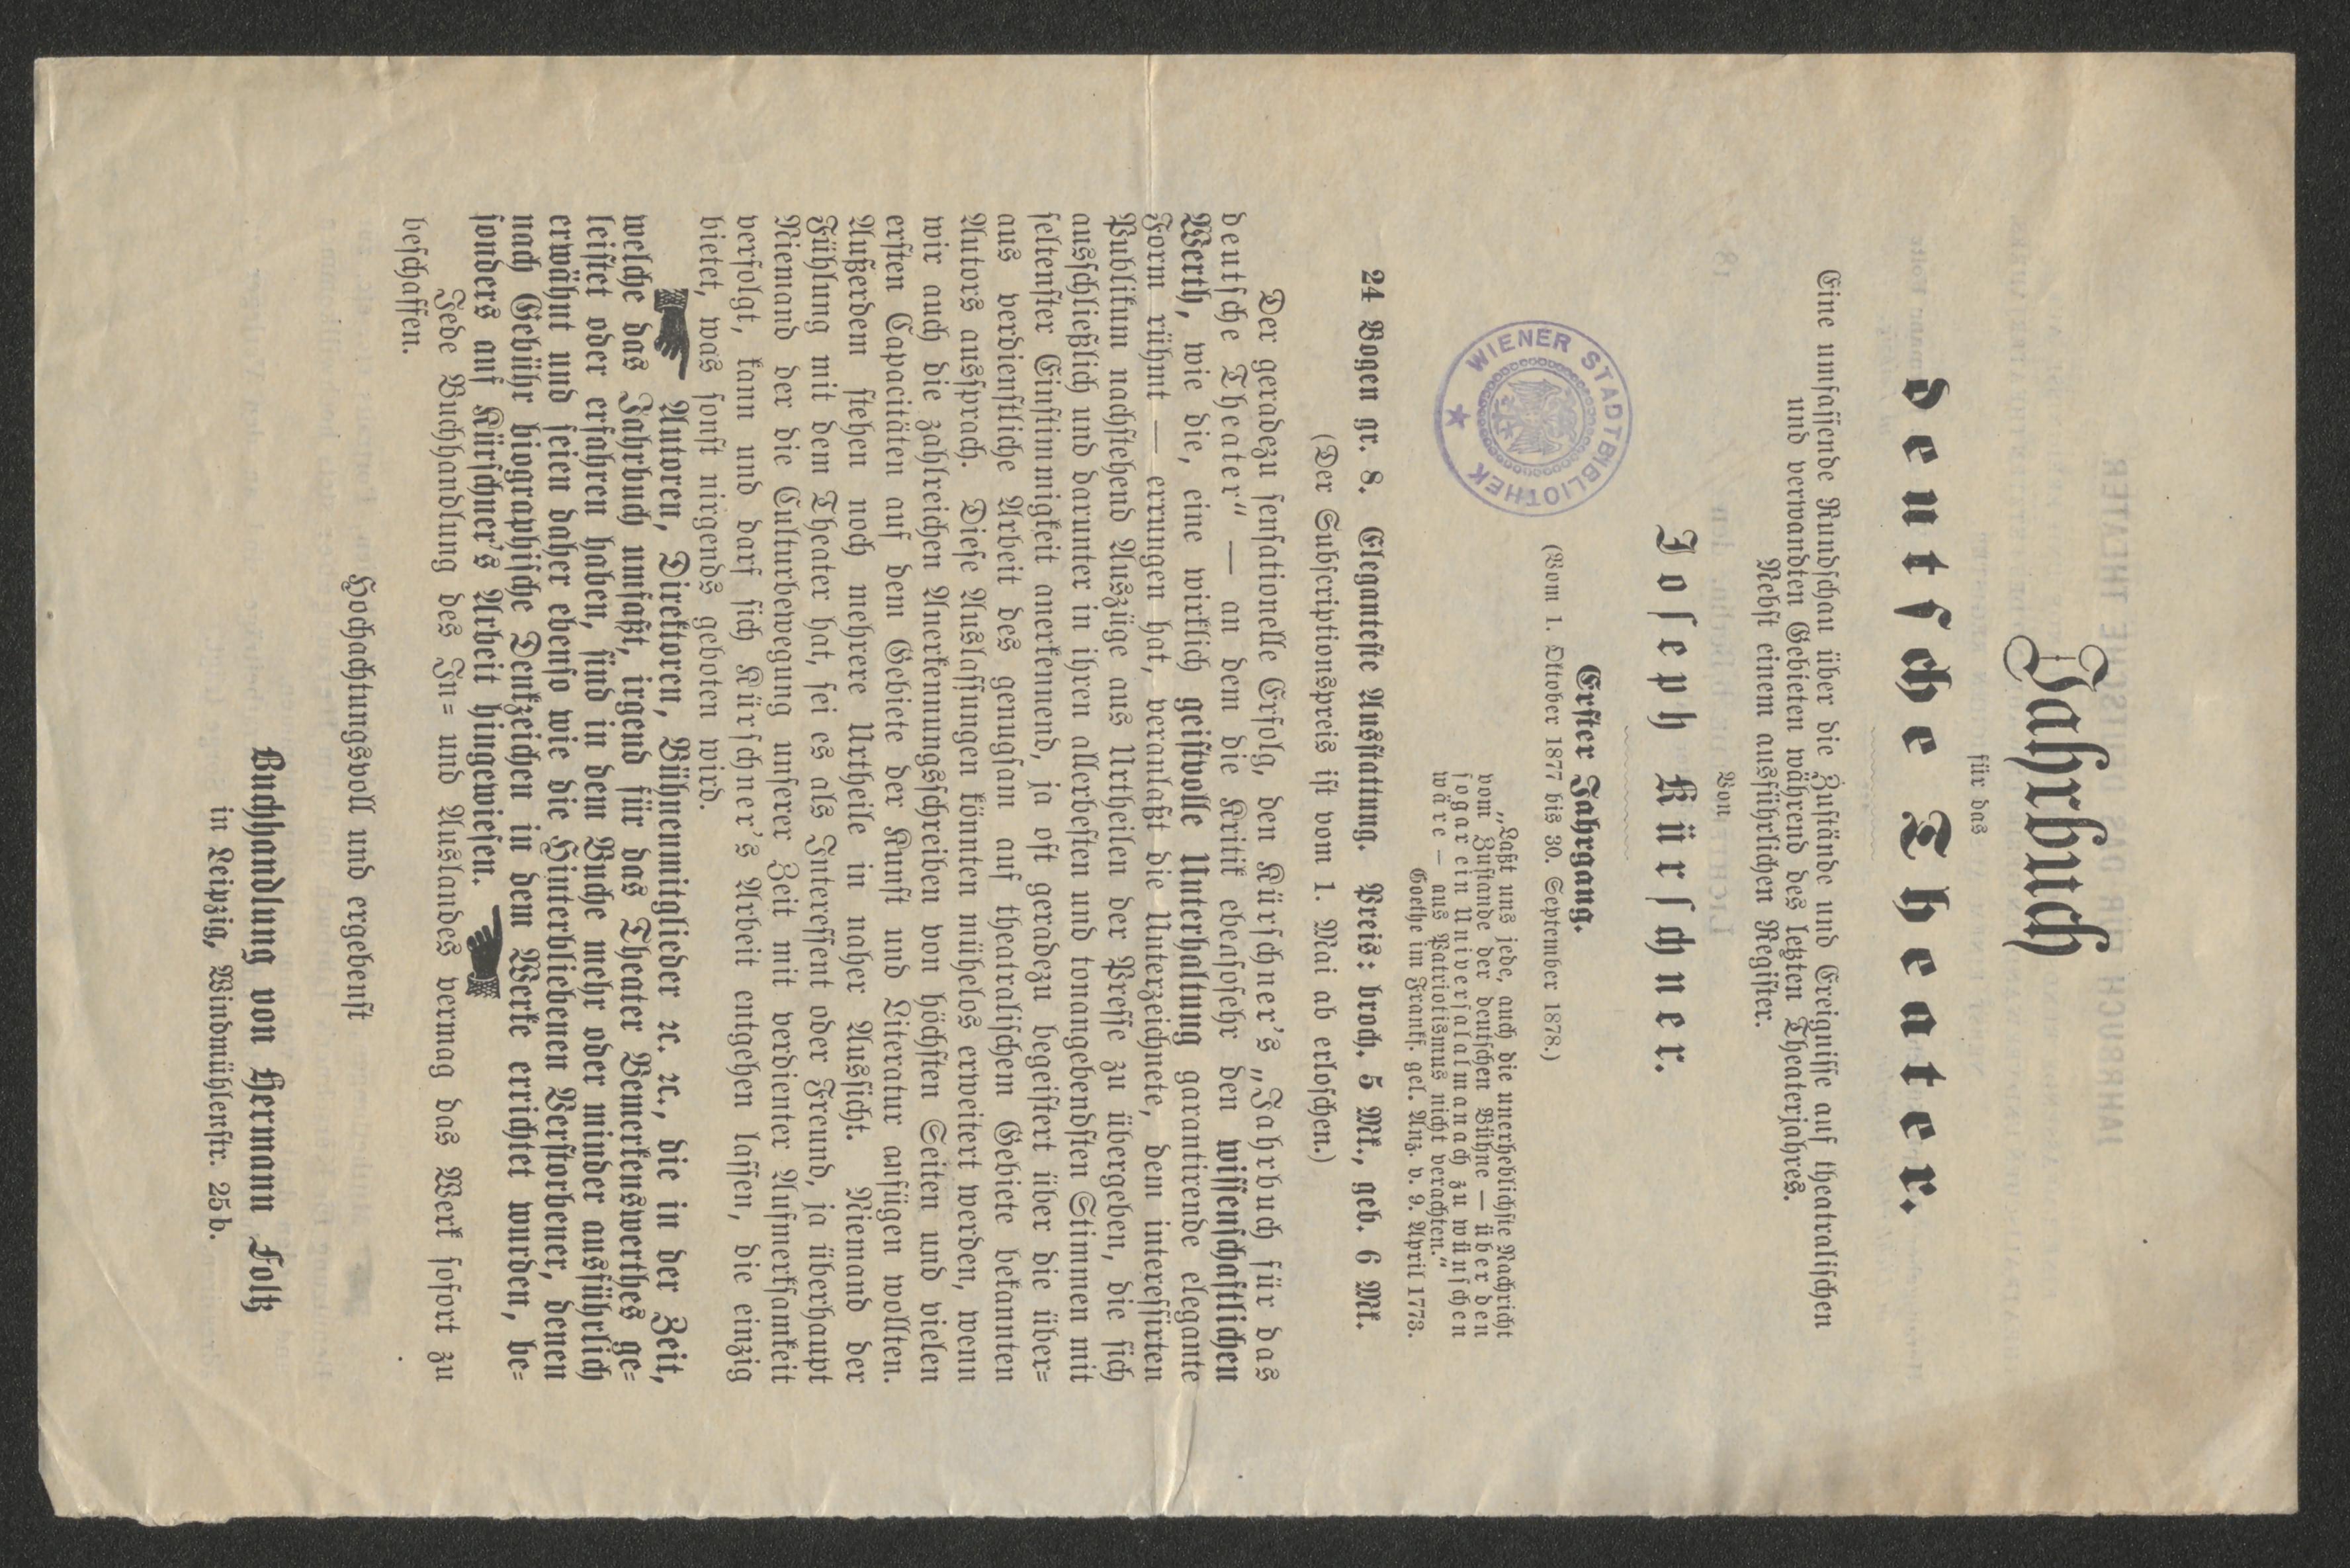 Jahrbuch
für das
deutsche Theater.
Eine umfassende Rundschau über die Zustände und Ereignisse auf theatralischen
und verwandten Gebieten während des letzten Theaterjahres.
Nebst einem ausführlichen Register.
Von
Joseph Kürschner.
Erster Jahrgang.
(Vom 1. Oktober 1877 bis 30. September 1878.)
„Laßt uns jede, auch die unerheblichste Nachricht
vom Zustande der deutschen Bühne — über den
sogar ein Universalalmanach zu wünschen
wäre — aus Patriotismus nicht verachten.“
Goethe im Frankf. gel. Anz. v. 9. April 1773.
WIENER STADTBIBLIOTHEK
24 Bogen gr. 8. Eleganteste Ausstattung. Preis: broch. 5 Mk., geb. 6 Mk.
(Der Subscriptionspreis ist vom 1. Mai ab erloschen.)
Der geradezu sensationelle Erfolg, den Kürschner's „Jahrbuch für das
deutsche Theater“ — an dem die Kritik ebensosehr den wissenschaftlichen
Werth, wie die, eine wirklich geistvolle Unterhaltung garantirende elegante
Form rühmt — errungen hat, veranlaßt die Unterzeichnete, dem interessirten
Publikum nachstehend Auszüge aus Urtheilen der Presse zu übergeben, die sich
ausschließlich und darunter in ihren allerbesten und tonangebendsten Stimmen mit
seltenster Einstimmigkeit anerkennend, ja oft geradezu begeistert über die über-
aus verdienstliche Arbeit des genugsam auf theatralischem Gebiete bekannten
Autors aussprach. Diese Auslassungen könnten mühelos erweitert werden, wenn
wir auch die zahlreichen Anerkennungsschreiben von höchsten Seiten und vielen
ersten Capacitäten auf dem Gebiete der Kunst und Literatur anfügen wollten.
Außerdem stehen noch mehrere Urtheile in naher Aussicht. Niemand der
Fühlung mit dem Theater hat, sei es als Interessent oder Freund, ja überhaupt
Niemand der die Culturbewegung unserer Zeit mit verdienter Aufmerksamkeit
verfolgt, kann und darf sich Kürschner's Arbeit entgehen lassen, die einzig
bietet, was sonst nirgends geboten wird.
Autoren, Direktoren, Bühnenmitglieder ꝛc. ꝛc., die in der Zeit,
welche das Jahrbuch umfaßt, irgend für das Theater Bemerkenswerthes ge-
leistet oder erfahren haben, sind in dem Buche mehr oder minder ausführlich
erwähnt und seien daher ebenso wie die Hinterbliebenen Verstorbener, denen
nach Gebühr biographische Denkzeichen in dem Werke errichtet wurden, be-
sonders auf Kürschner's Arbeit hingewiesen.
Jede Buchhandlung des In- und Auslandes vermag das Werk sofort zu
beschaffen.
Hochachtungsvoll und ergebenst
Buchhandlung von Hermann Foltz
in Leipzig, Windmühlenstr. 25b.